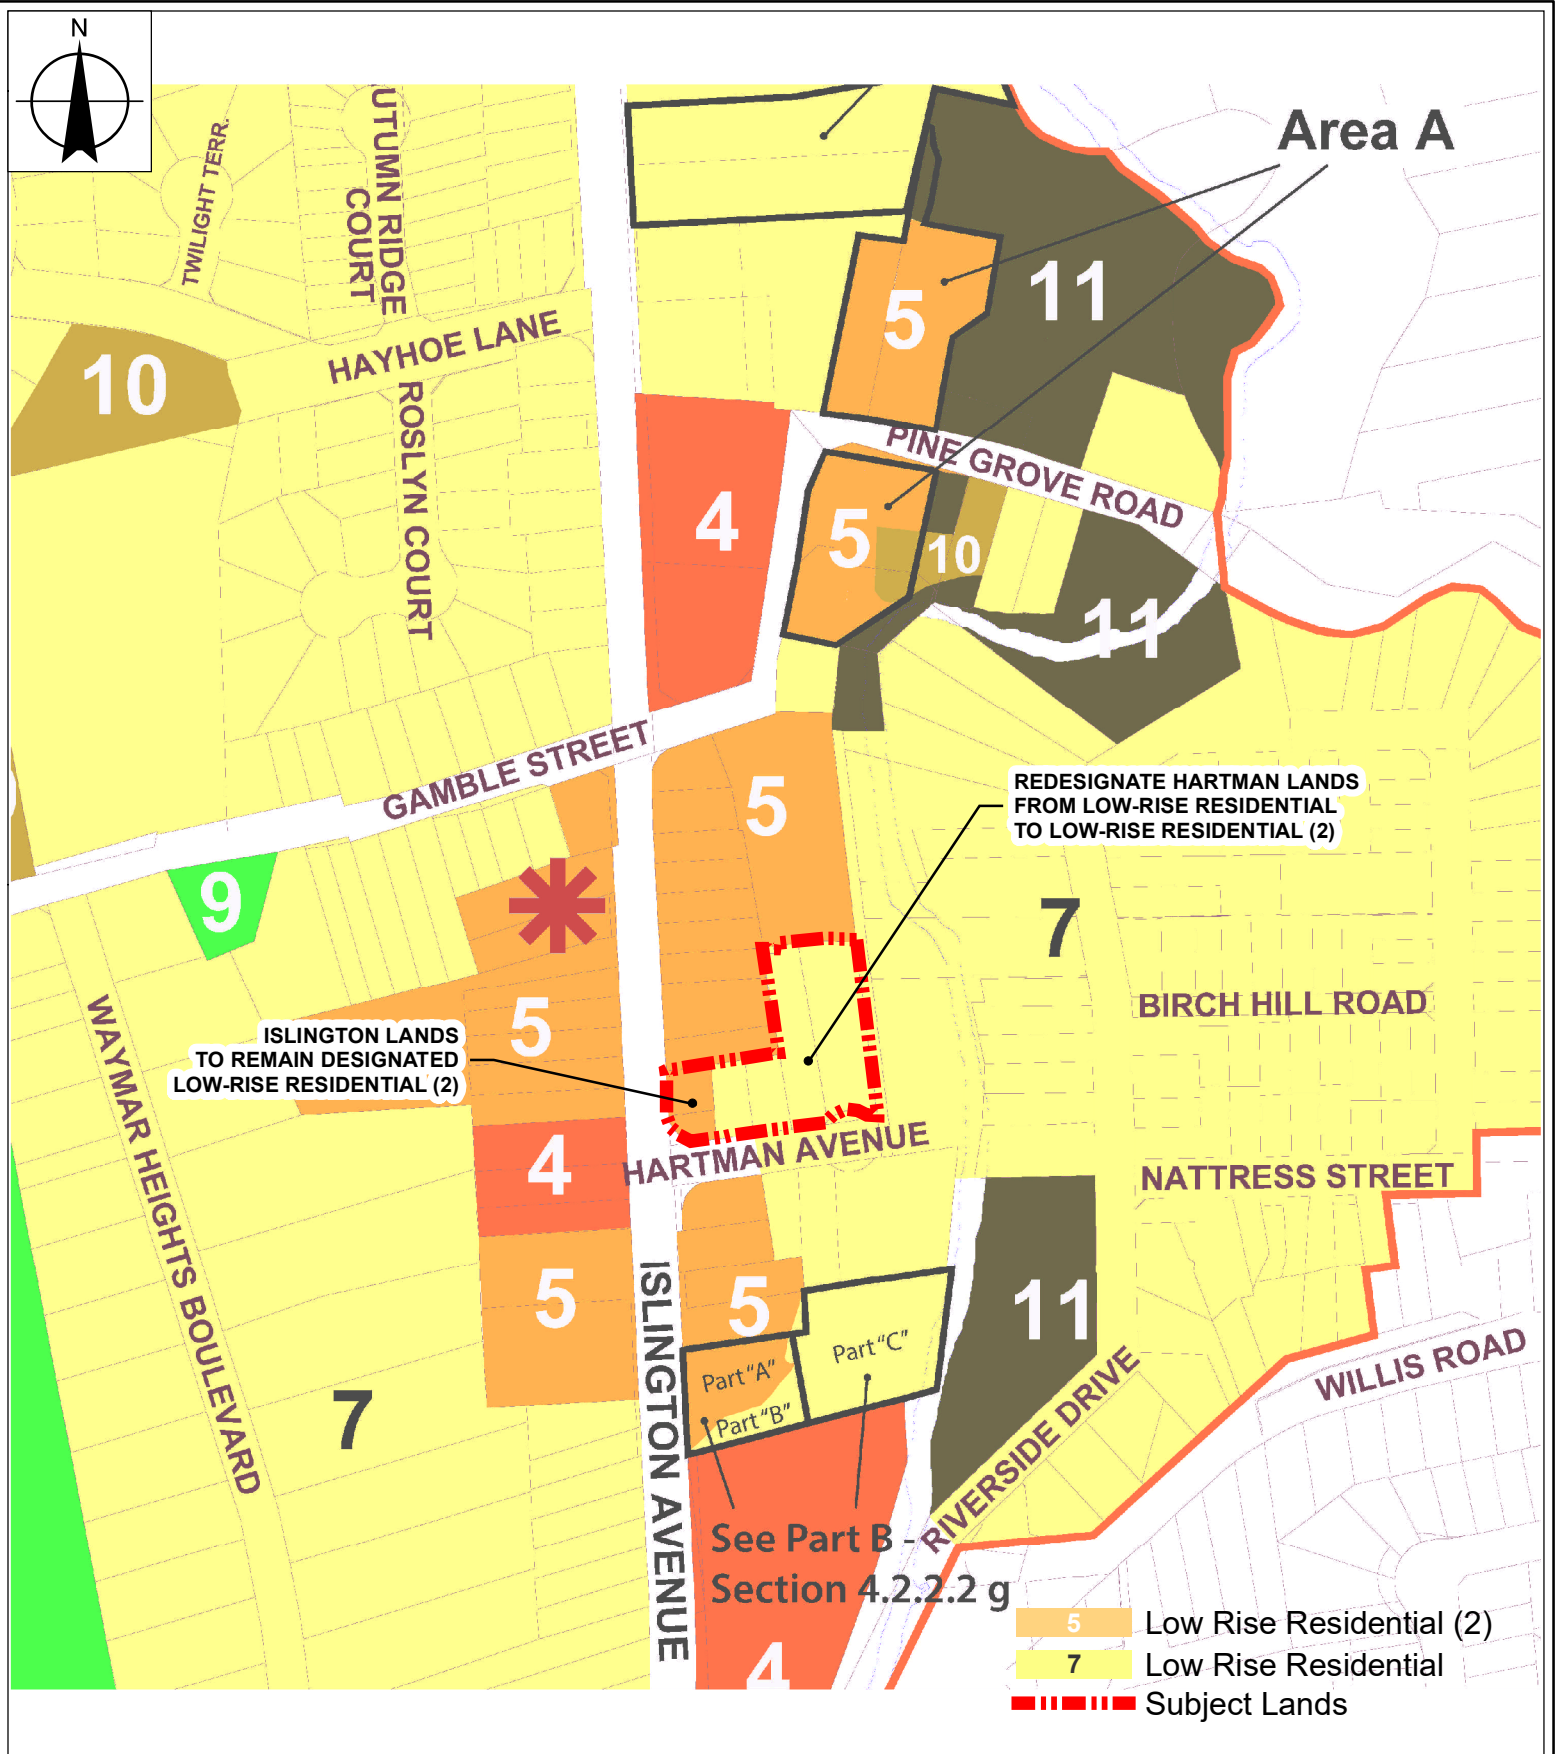 N
Area A
UTUMN RIDGE
COURT
TWILIGHT TERR.
HAYHOE LANE
ROSLYN COURT
10
11
5
PINE GROVE ROAD
4
5
10
11
GAMBLE STREET
5
REDESIGNATE HARTMAN LANDS
FROM LOW-RISE RESIDENTIAL
TO LOW-RISE RESIDENTIAL (2)
9
7
BIRCH HILL ROAD
5
ISLINGTON LANDS
TO REMAIN DESIGNATED
LOW-RISE RESIDENTIAL (2)
WAYMAR HEIGHTS BOULEVARD
HARTMAN AVENUE
4
NATTRESS STREET
5
5
11
ISLINGTON AVENUE
Part "A"
Part "B"
Part "C"
7
RIVERSIDE DRIVE
WILLIS ROAD
See Part B -
Section 4.2.2.2 g
4
5 Low Rise Residential (2)
7 Low Rise Residential
Subject Lands